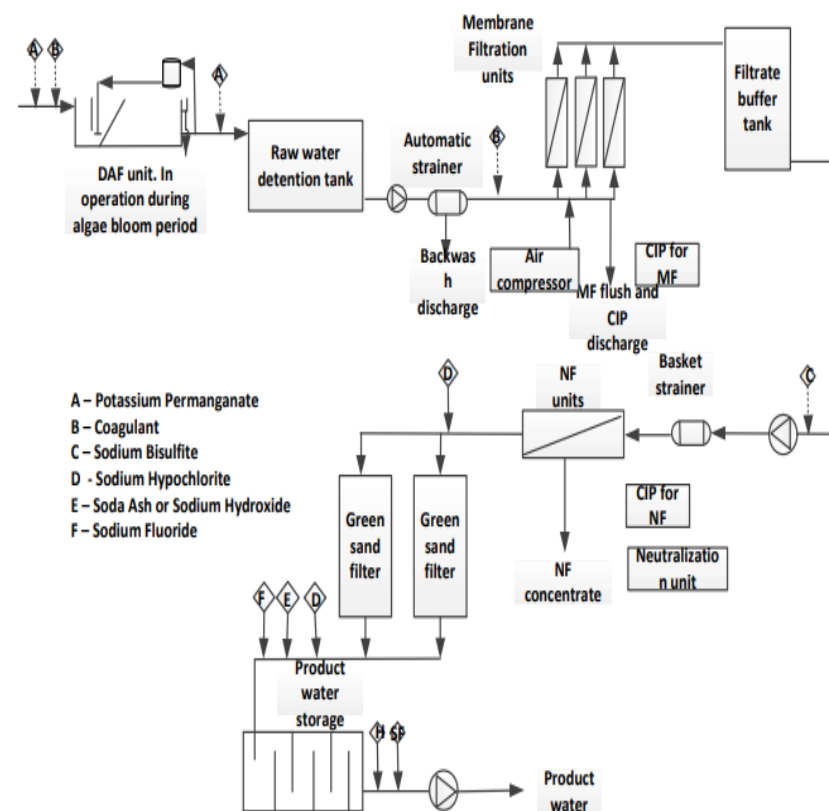 A B
A
DAF unit. In
operation during
algae bloom period
Raw water
detention tank
Automatic
strainer
Backwas
h
discharge
B
Membrane
Filtration
units
Filtrate
buffer
tank
Air
compressor
CIP for
MF
MF flush and
CIP
discharge
A – Potassium Permanganate
B – Coagulant
C – Sodium Bisulfite
D - Sodium Hypochlorite
E – Soda Ash or Sodium Hydroxide
F – Sodium Fluoride
D
NF
units
Basket
strainer
C
CIP for
NF
Neutralizatio
n unit
NF
concentrate
Green
sand
filter
Green
sand
filter
F E D
Product
water
storage
H SP
Product
water